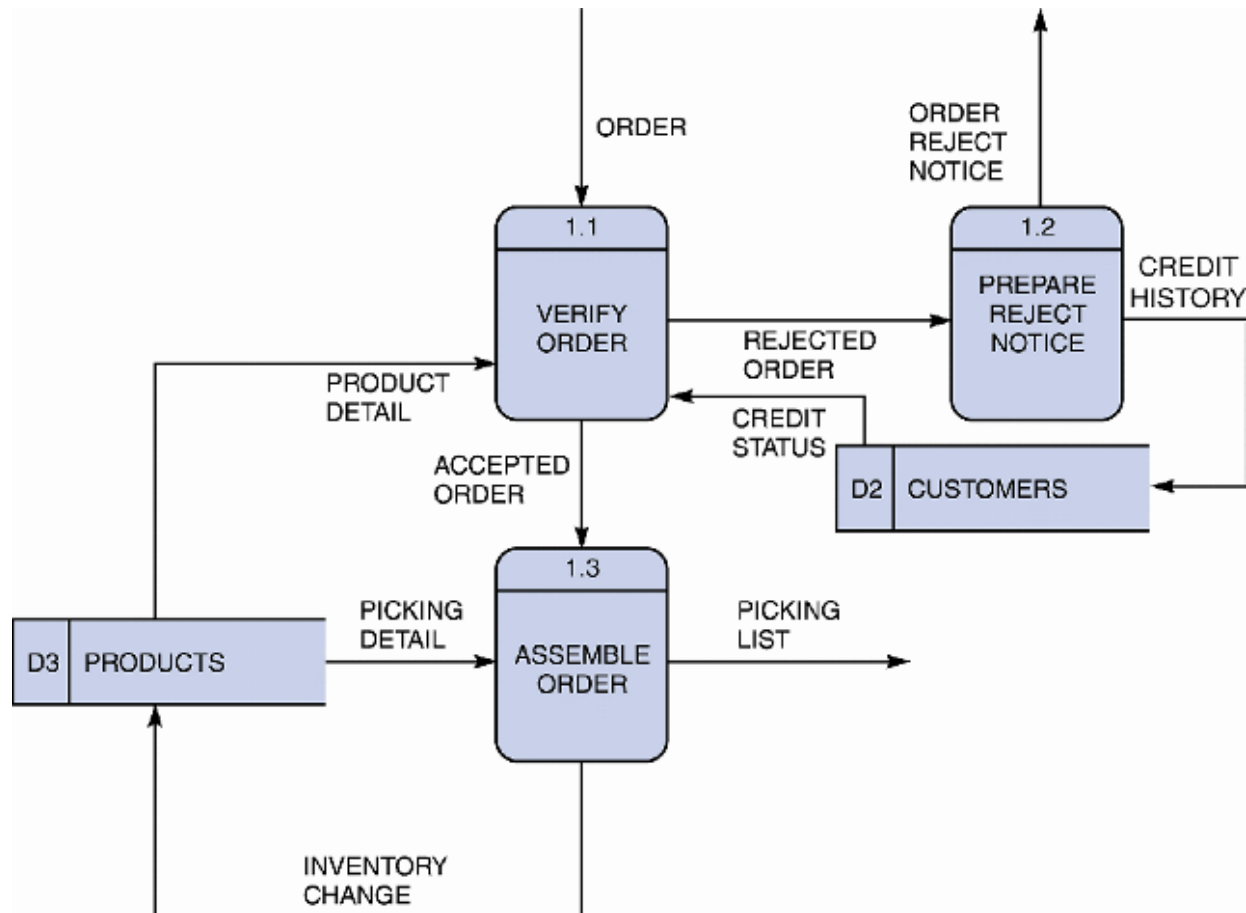 ORDER
ORDER
REJECT
NOTICE
1.1
VERIFY
ORDER
1.2
PREPARE
REJECT
NOTICE
CREDIT
HISTORY
REJECTED
ORDER
PRODUCT
DETAIL
CREDIT
STATUS
ACCEPTED
ORDER
D2
CUSTOMERS
1.3
ASSEMBLE
ORDER
PICKING
DETAIL
PICKING
LIST
D3
PRODUCTS
INVENTORY
CHANGE